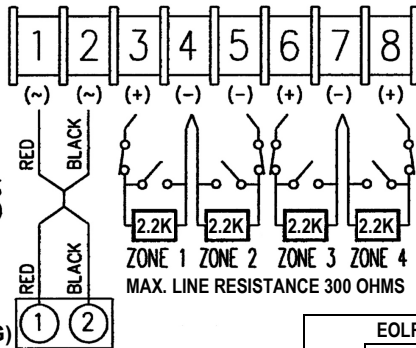 1 2 3 4 5 6 7 8
(~) (~) (+) (-) (-) (+) (-) (+)
RED BLACK
2.2K 2.2K 2.2K 2.2K
ZONE 1 ZONE 2 ZONE 3 ZONE 4
MAX. LINE RESISTANCE 300 OHMS
RED BLACK
1 2
G)
EOLR